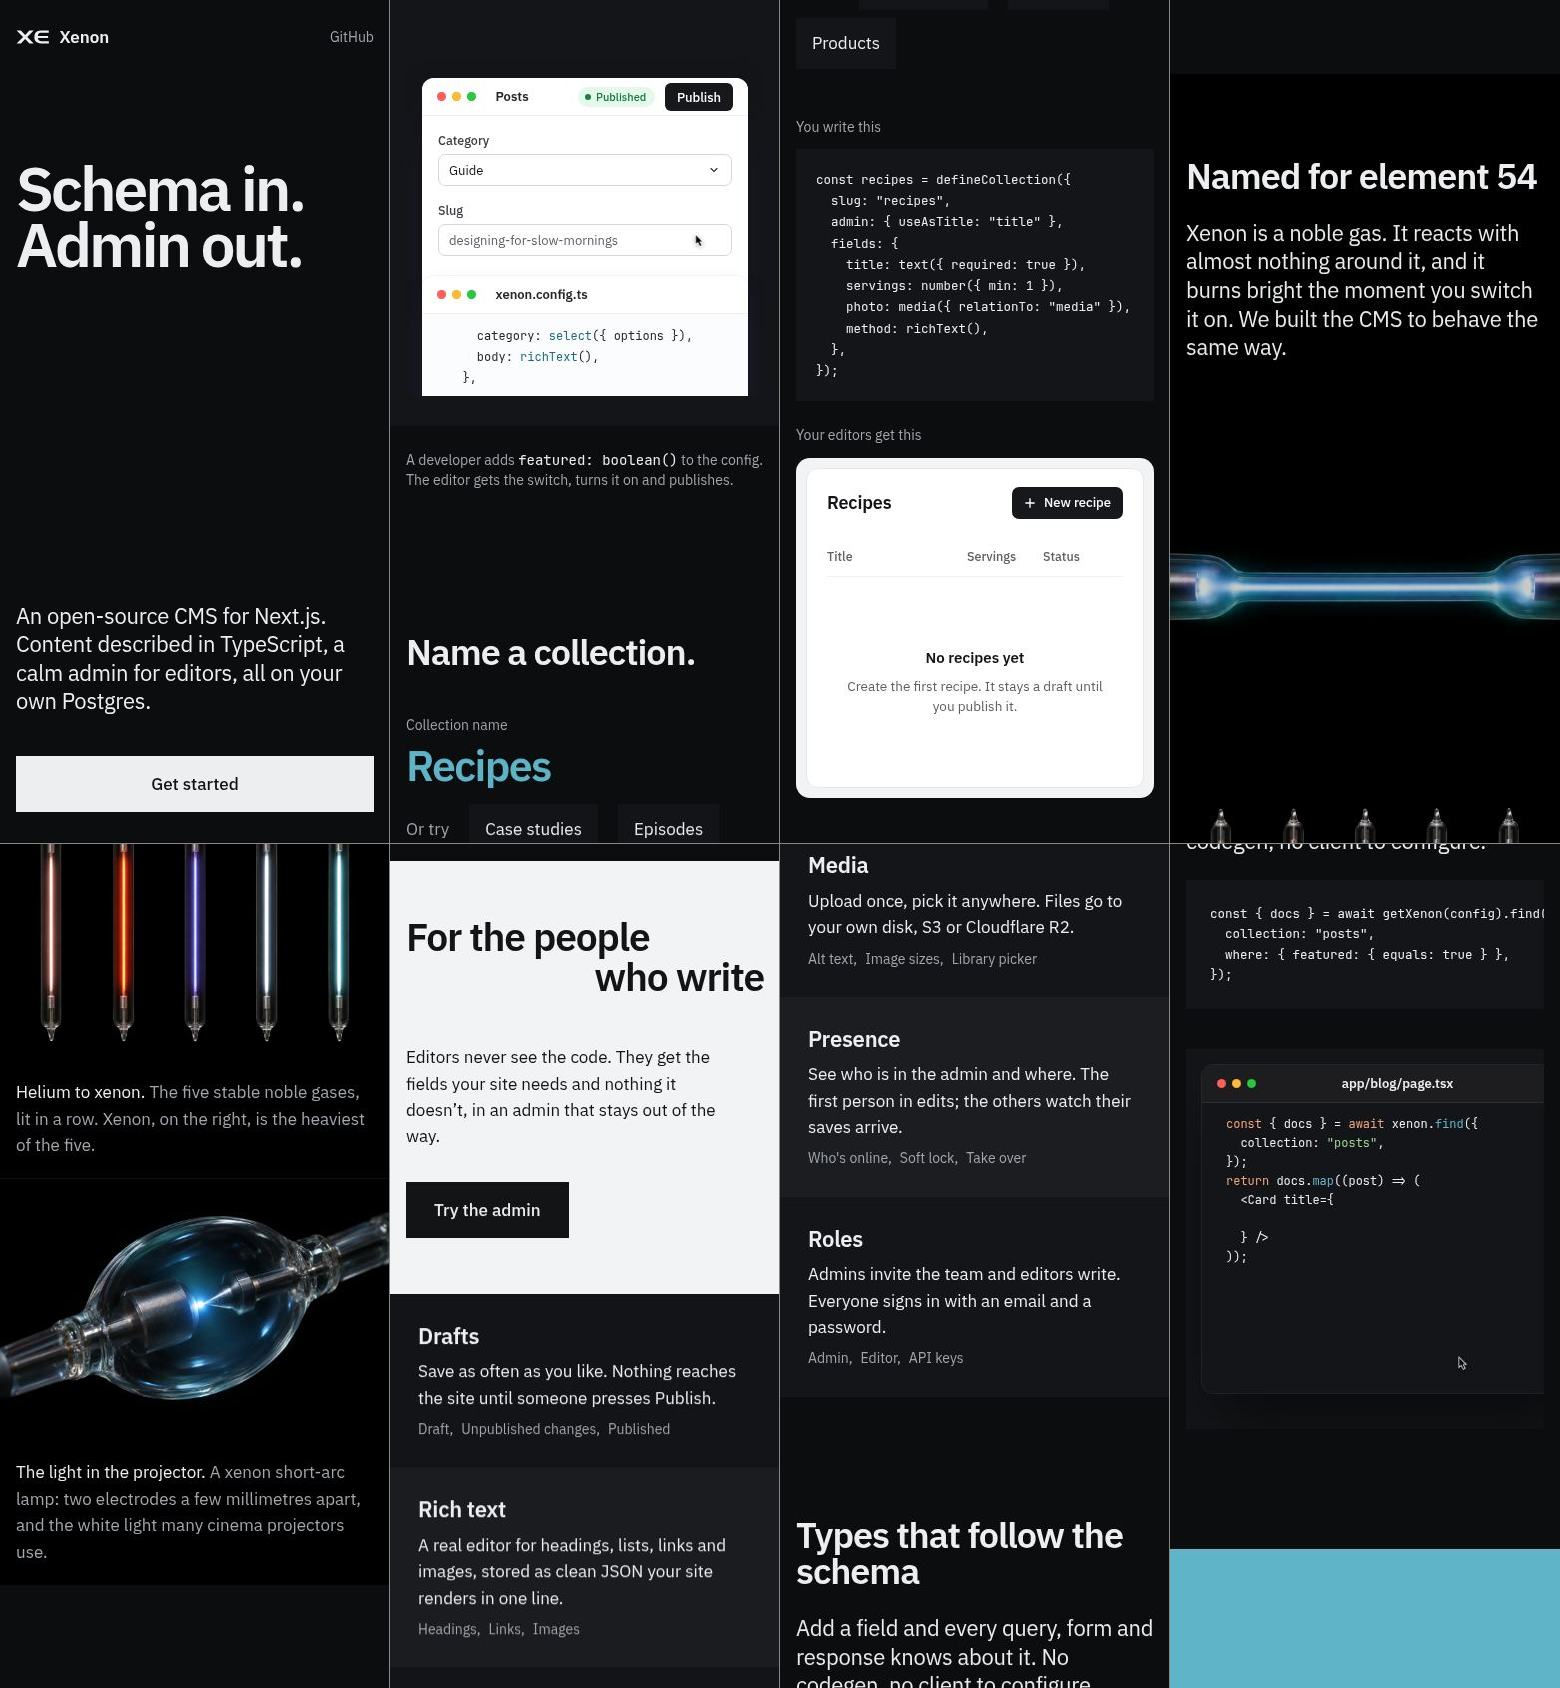 XE Xenon
GitHub
Schema in.
Admin out.
An open-source CMS for Next.js.
Content described in TypeScript, a
calm admin for editors, all on your
own Postgres.
Get started
Posts
Published
Publish
Category
Guide
Slug
designing-for-slow-mornings
xenon.config.ts
category: select({ options }),
body: richText(),
},
A developer adds featured: boolean() to the config.
The editor gets the switch, turns it on and publishes.
Name a collection.
Collection name
Recipes
Or try
Case studies
Episodes
Products
You write this
const recipes = defineCollection({
slug: "recipes",
admin: { useAsTitle: "title" },
fields: {
title: text({ required: true }),
servings: number({ min: 1 }),
photo: media({ relationTo: "media" }),
method: richText(),
},
});
Your editors get this
Recipes
+ New recipe
Title
Servings
Status
No recipes yet
Create the first recipe. It stays a draft until
you publish it.
Named for element 54
Xenon is a noble gas. It reacts with
almost nothing around it, and it
burns bright the moment you switch
it on. We built the CMS to behave the
same way.
Helium to xenon. The five stable noble gases,
lit in a row. Xenon, on the right, is the heaviest
of the five.
The light in the projector. A xenon short-arc
lamp: two electrodes a few millimetres apart,
and the white light many cinema projectors
use.
For the people
who write
Editors never see the code. They get the
fields your site needs and nothing it
doesn't, in an admin that stays out of the
way.
Try the admin
Drafts
Save as often as you like. Nothing reaches
the site until someone presses Publish.
Draft, Unpublished changes, Published
Rich text
A real editor for headings, lists, links and
images, stored as clean JSON your site
renders in one line.
Headings, Links, Images
Media
Upload once, pick it anywhere. Files go to
your own disk, S3 or Cloudflare R2.
Alt text, Image sizes, Library picker
Presence
See who is in the admin and where. The
first person in edits; the others watch their
saves arrive.
Who's online, Soft lock, Take over
Roles
Admins invite the team and editors write.
Everyone signs in with an email and a
password.
Admin, Editor, API keys
Types that follow the
schema
Add a field and every query, form and
response knows about it. No
codegen, no client to configure.
codegen, no client to configure.
const { docs } = await getXenon(config).find(
collection: "posts",
where: { featured: { equals: true } },
});
app/blog/page.tsx
const { docs } = await xenon.find({
collection: "posts",
});
return docs.map((post) => (
<Card title={
} />
));